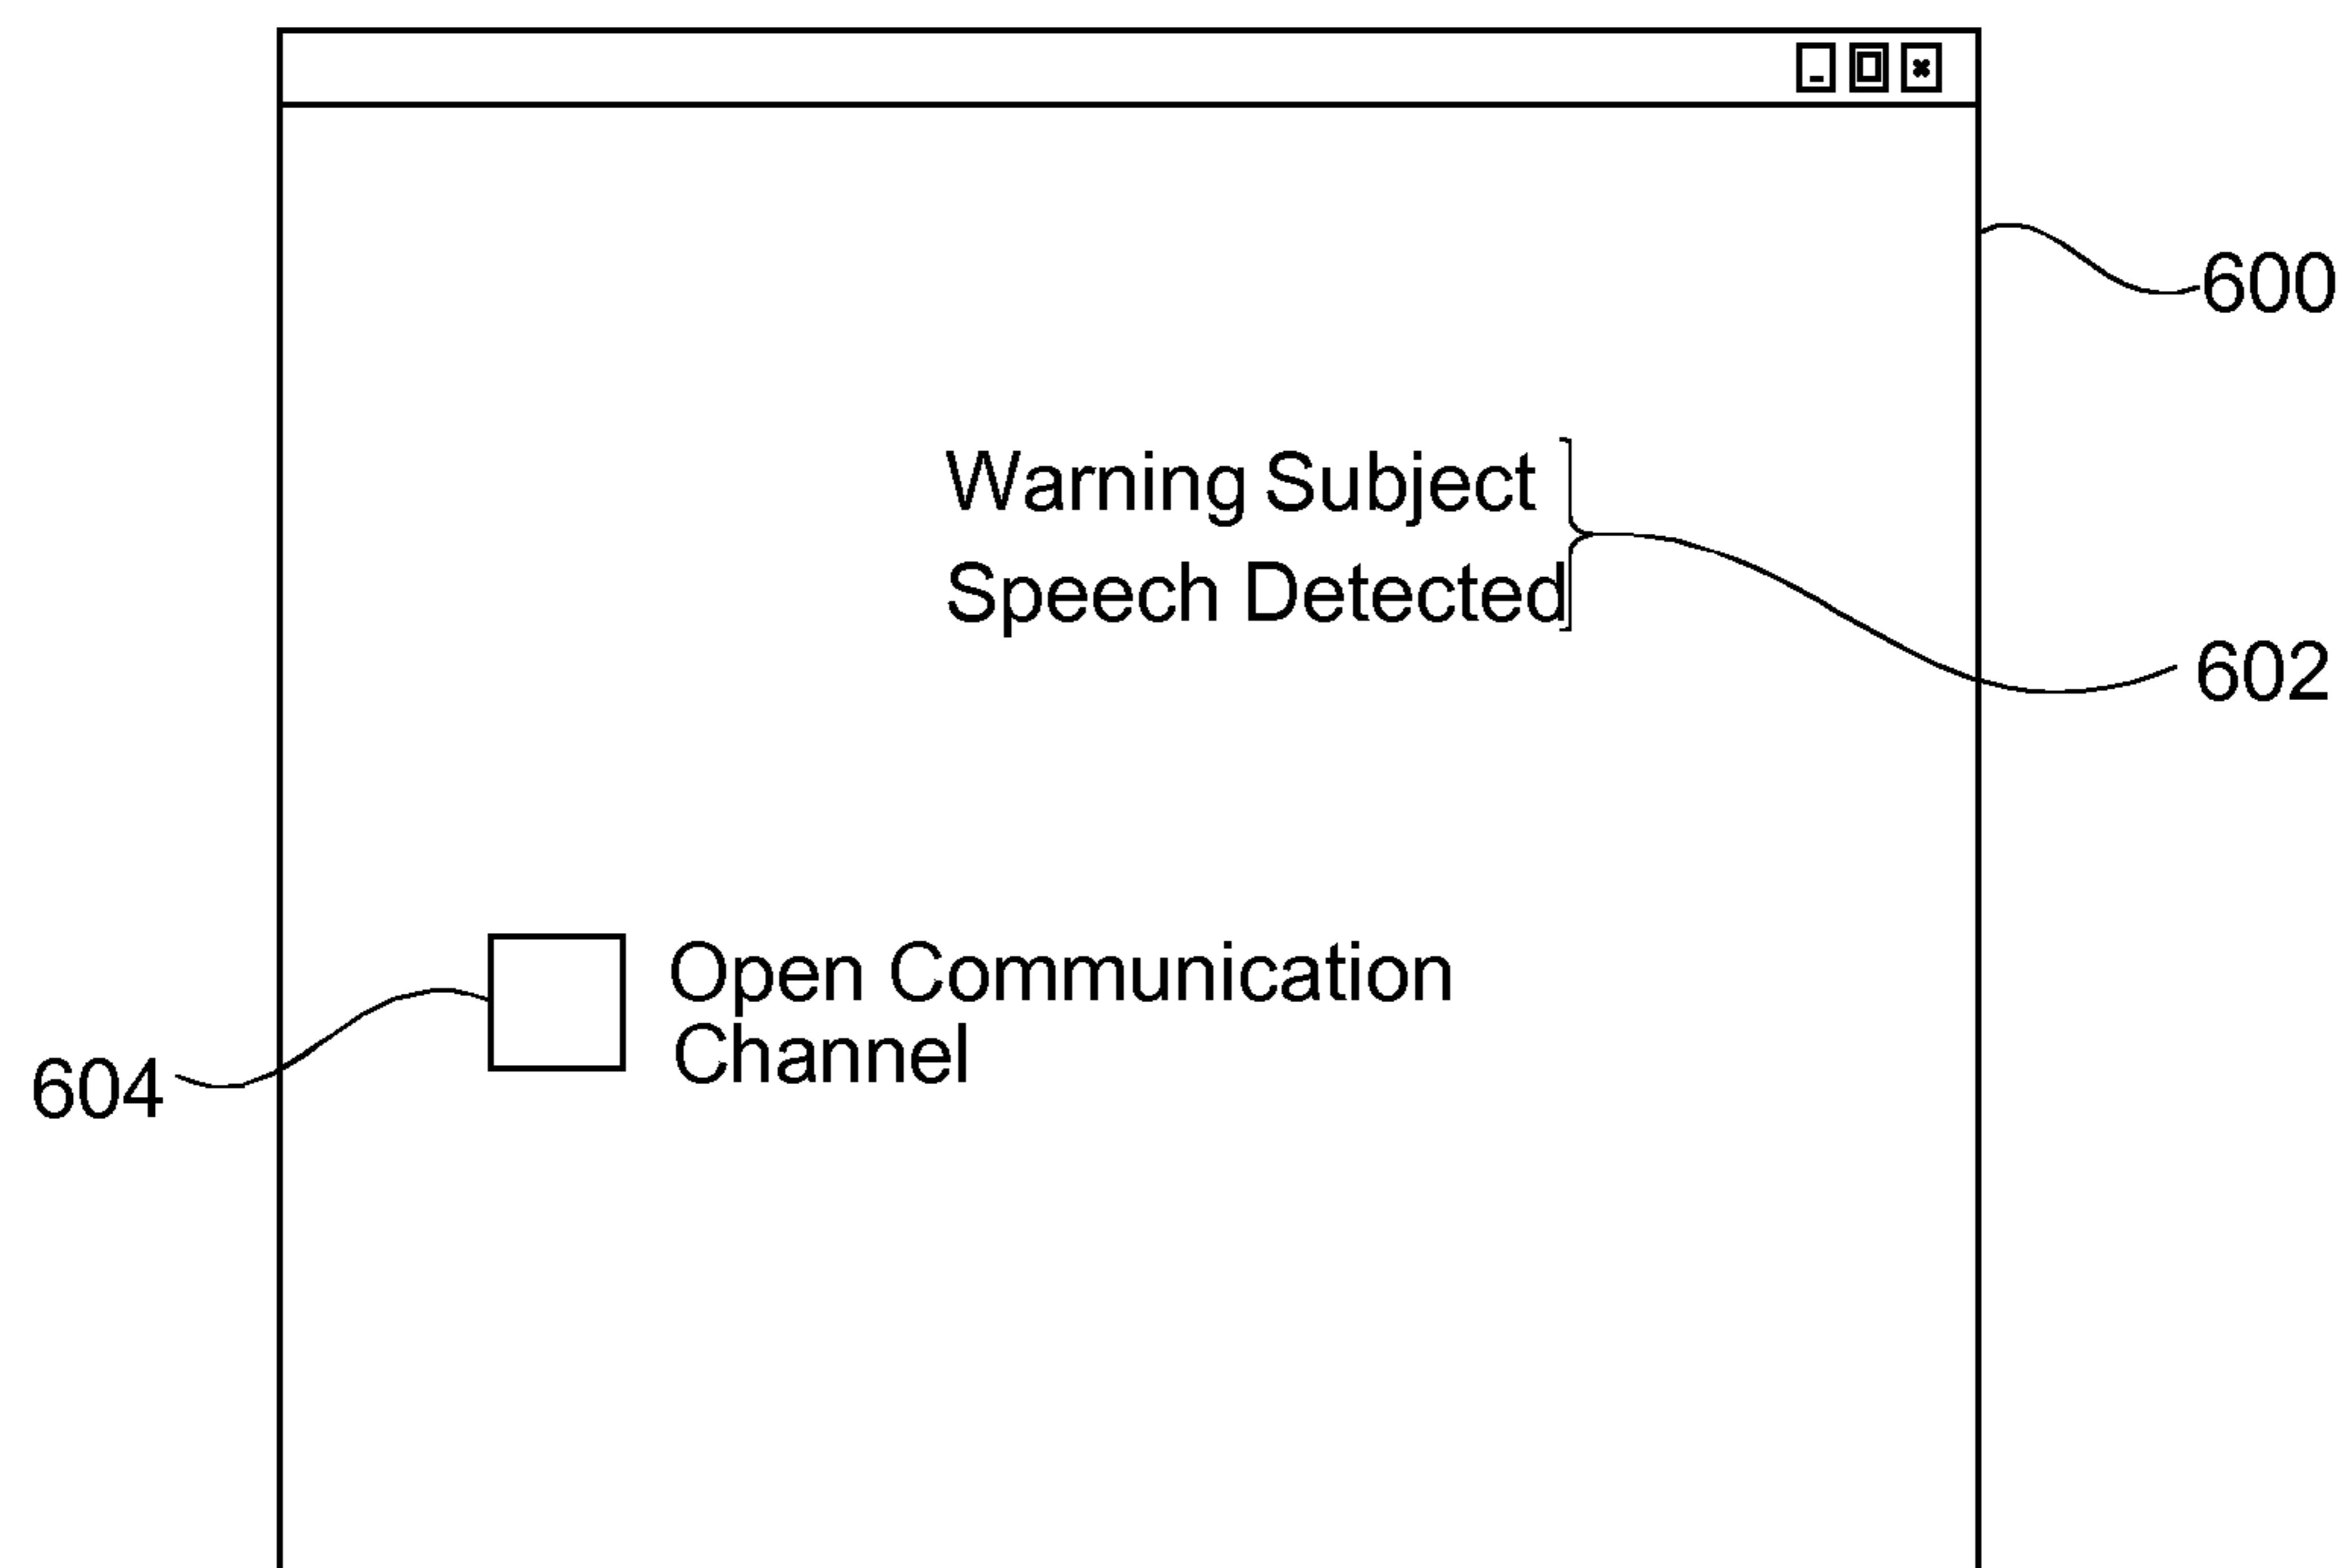 600
Warning Subject
Speech Detected
602
Open Communication
Channel
604